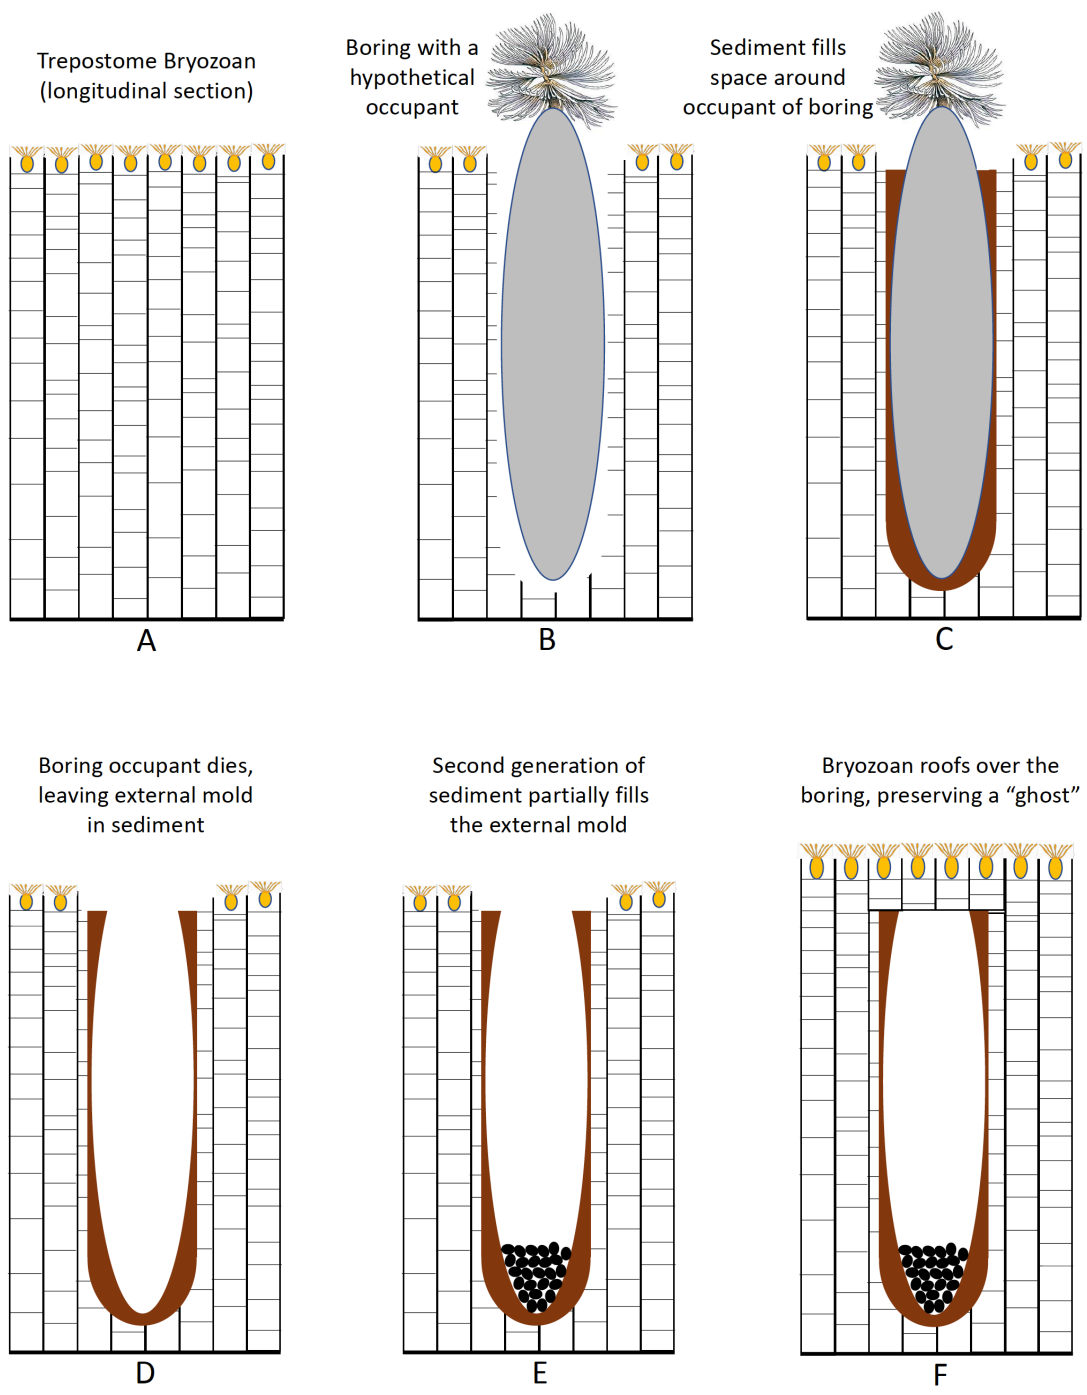 Trepostome Bryozoan
(longitudinal section)
Boring with a
hypothetical
occupant
Sediment fills
space around
occupant of boring
A
B
C
Boring occupant dies,
leaving external mold
in sediment
Second generation of
sediment partially fills
the external mold
Bryozoan roofs over the
boring, preserving a “ghost”
D
E
F